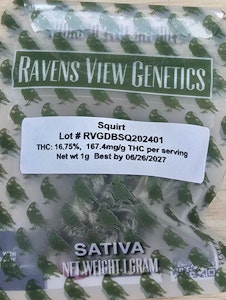 RAVENS VIEW GENETICS
Squirt
Lot # RVGDBSQ202401
THC: 16.75%, 167.4mg/g THC per serving
Net wt 1g Best by 06/26/2027
SATIVA
NET WEIGHT 1 GRAM